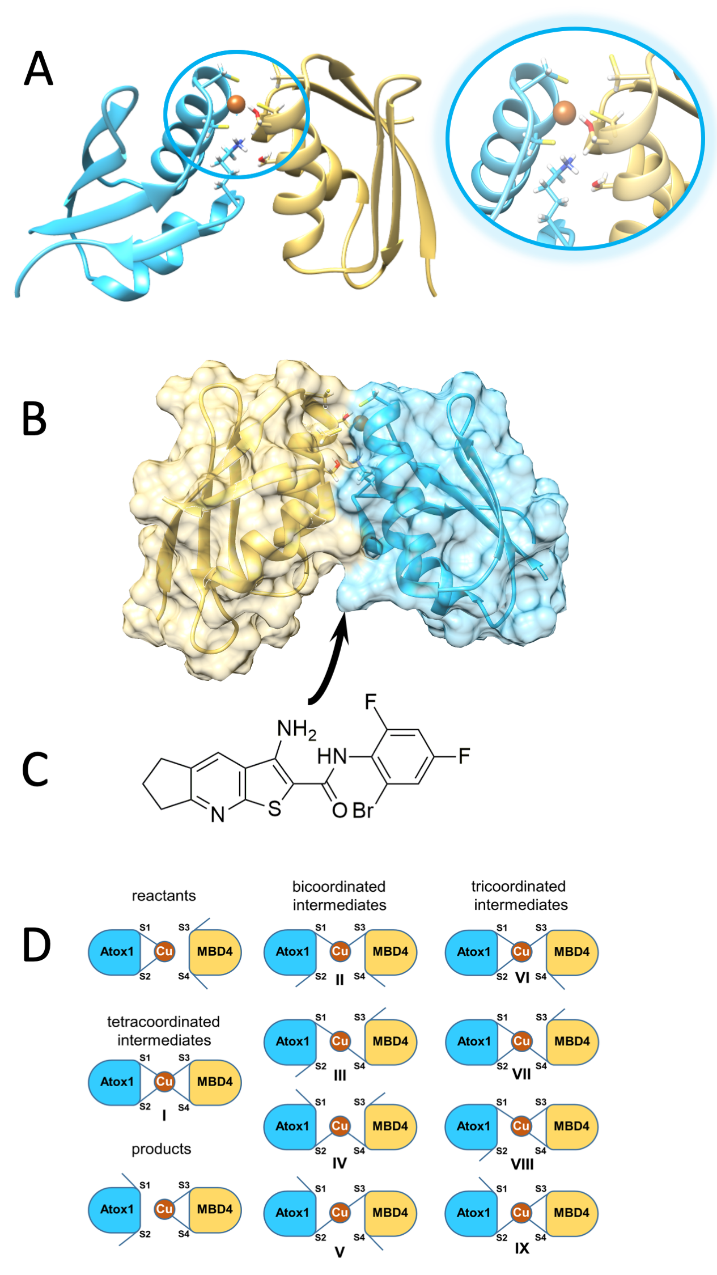 A
B
C
NH2
HN
F
F
N
S
O
Br
D
reactants
S1
S3
Atox1
Cu
MBD4
S2
S4
tetracoordinated
intermediates
S1
S3
Atox1
Cu
MBD4
S2
S4
I
products
S1
S3
Atox1
Cu
MBD4
S2
S4
bicoordinated
intermediates
S1
S3
Atox1
Cu
MBD4
S2
S4
II
S1
S3
Atox1
Cu
MBD4
S2
S4
III
S1
S3
Atox1
Cu
MBD4
S2
S4
IV
S1
S3
Atox1
Cu
MBD4
S2
S4
V
tricoordinated
intermediates
S1
S3
Atox1
Cu
MBD4
S2
S4
VI
S1
S3
Atox1
Cu
MBD4
S2
S4
VII
S1
S3
Atox1
Cu
MBD4
S2
S4
VIII
S1
S3
Atox1
Cu
MBD4
S2
S4
IX